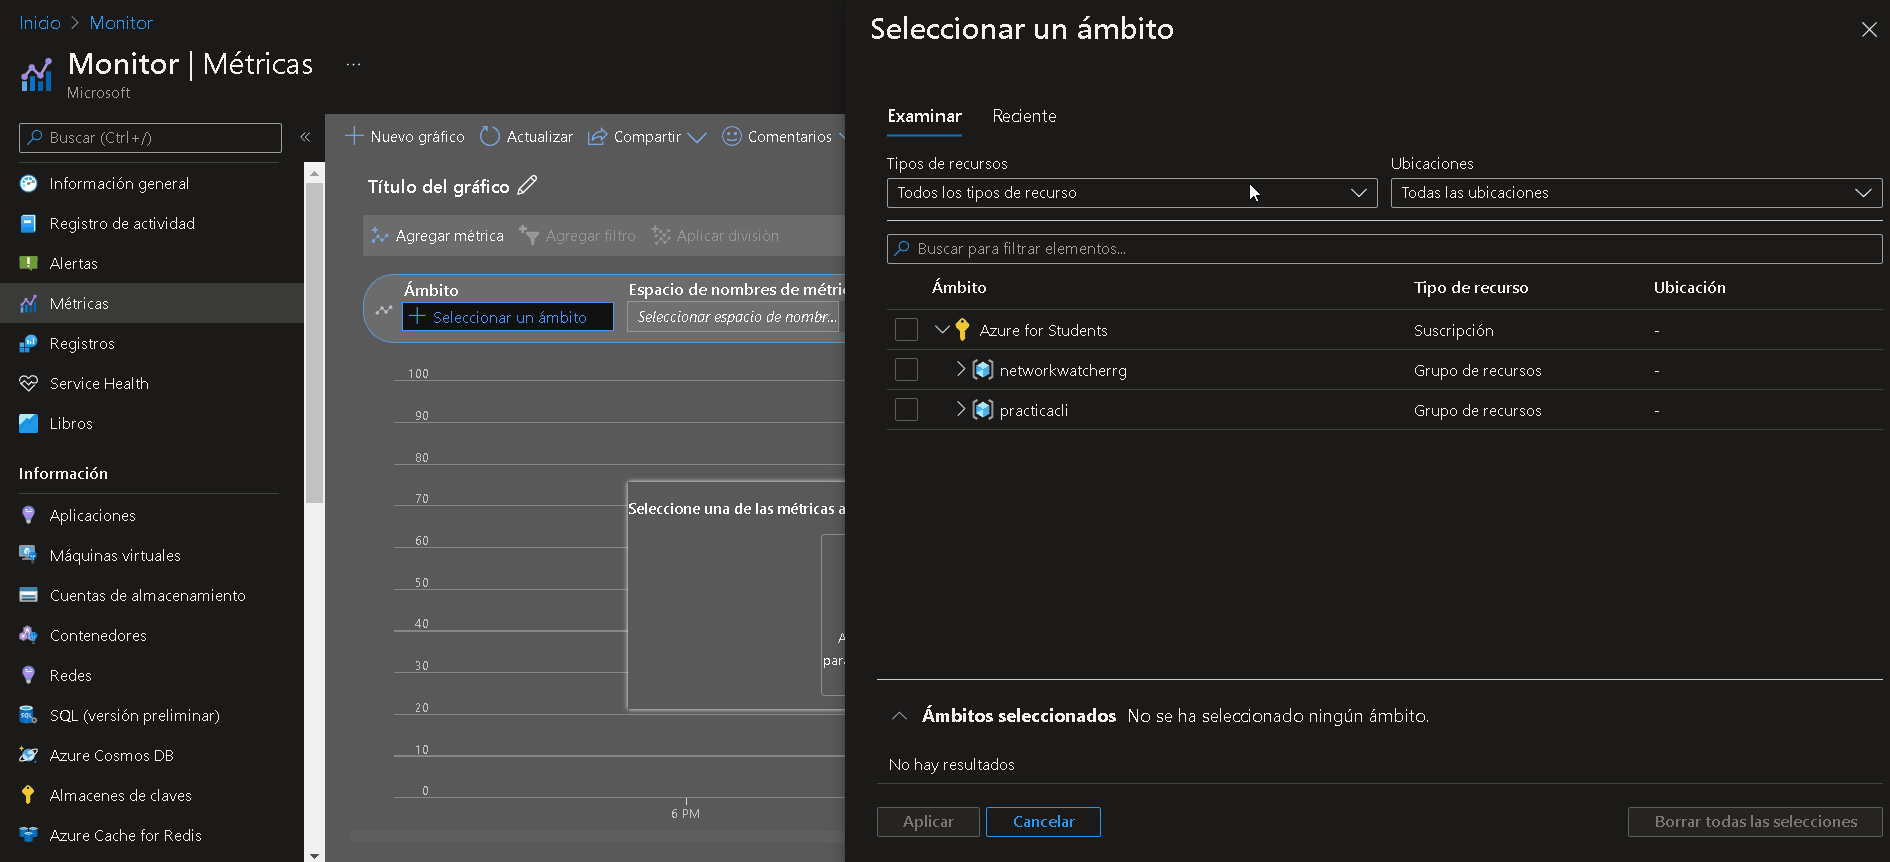 Inicio > Monitor
Monitor | Métricas ...
Microsoft
Buscar (Ctrl+/)
«
Información general
Registro de actividad
Alertas
Métricas
Registros
Service Health
Libros
Información
Aplicaciones
Máquinas virtuales
Cuentas de almacenamiento
Contenedores
Redes
SQL (versión preliminar)
Azure Cosmos DB
Almacenes de claves
Azure Cache for Redis
Nuevo gráfico Actualizar Compartir Comentarios
Título del gráfico
Agregar métrica Agregar filtro Aplicar división
Ámbito Espacio de nombres de métri
Seleccionar un ámbito Seleccionar espacio de nombr...
100
90
80
70
60
50
40
30
20
10
0
6 PM
Seleccione una de las métricas a
A
para
Seleccionar un ámbito
Examinar Reciente
Tipos de recursos Ubicaciones
Todos los tipos de recurso Todas las ubicaciones
Buscar para filtrar elementos...
Ámbito Tipo de recurso Ubicación
Azure for Students Suscripción -
networkwatcherrg Grupo de recursos -
practicacli Grupo de recursos -
Ámbitos seleccionados No se ha seleccionado ningún ámbito.
No hay resultados
Aplicar Cancelar Borrar todas las selecciones